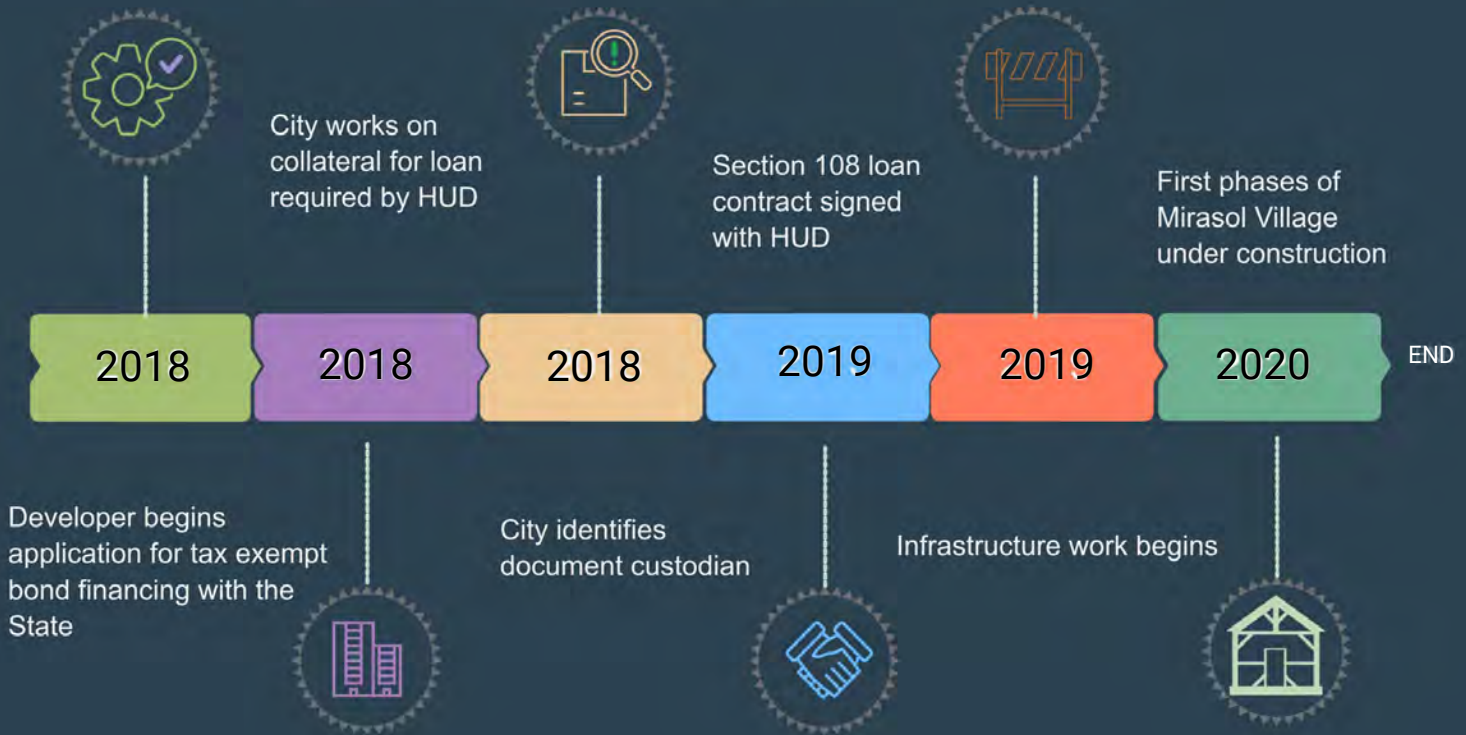 City works on
collateral for loan
required by HUD
Section 108 loan
contract signed
with HUD
First phases of
Mirasol Village
under construction
2018
2018
2018
2019
2019
2020
END
Developer begins
application for tax exempt
bond financing with the
State
City identifies
document custodian
Infrastructure work begins